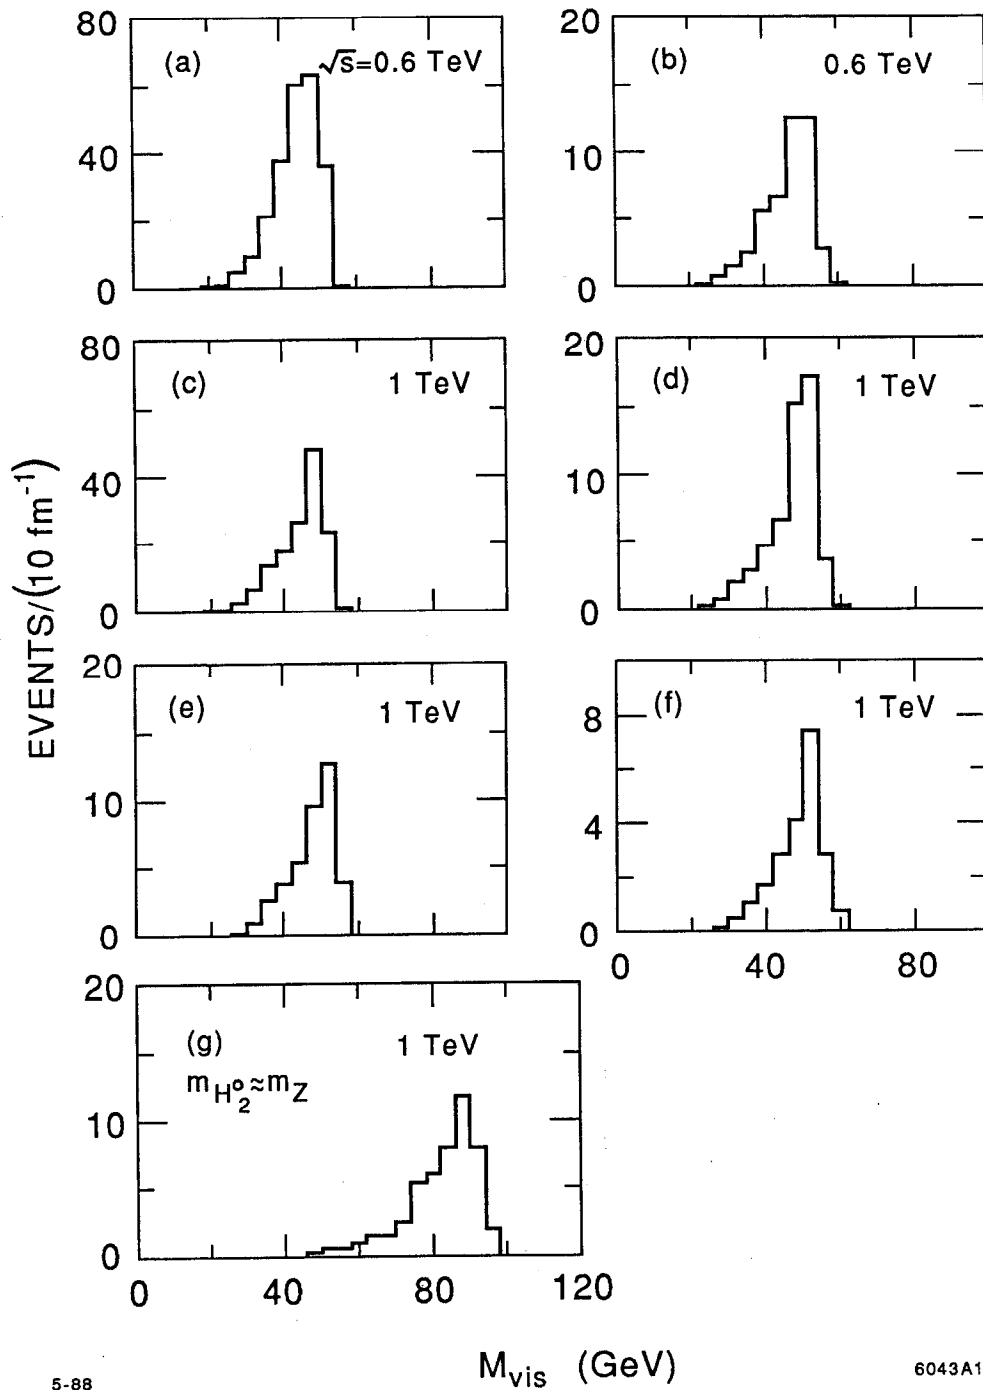 80
40
0
(a)
√s=0.6 TeV
20
10
0
(b)
0.6 TeV
80
40
0
(c)
1 TeV
20
10
0
(d)
1 TeV
EVENTS/(10 fm⁻¹)
20
10
0
(e)
1 TeV
8
4
0
(f)
1 TeV
0 40 80
20
10
0
(g)
1 TeV
m_H₂° ≈ m_Z
0 40 80 120
M_vis (GeV)
5-88
6043A1